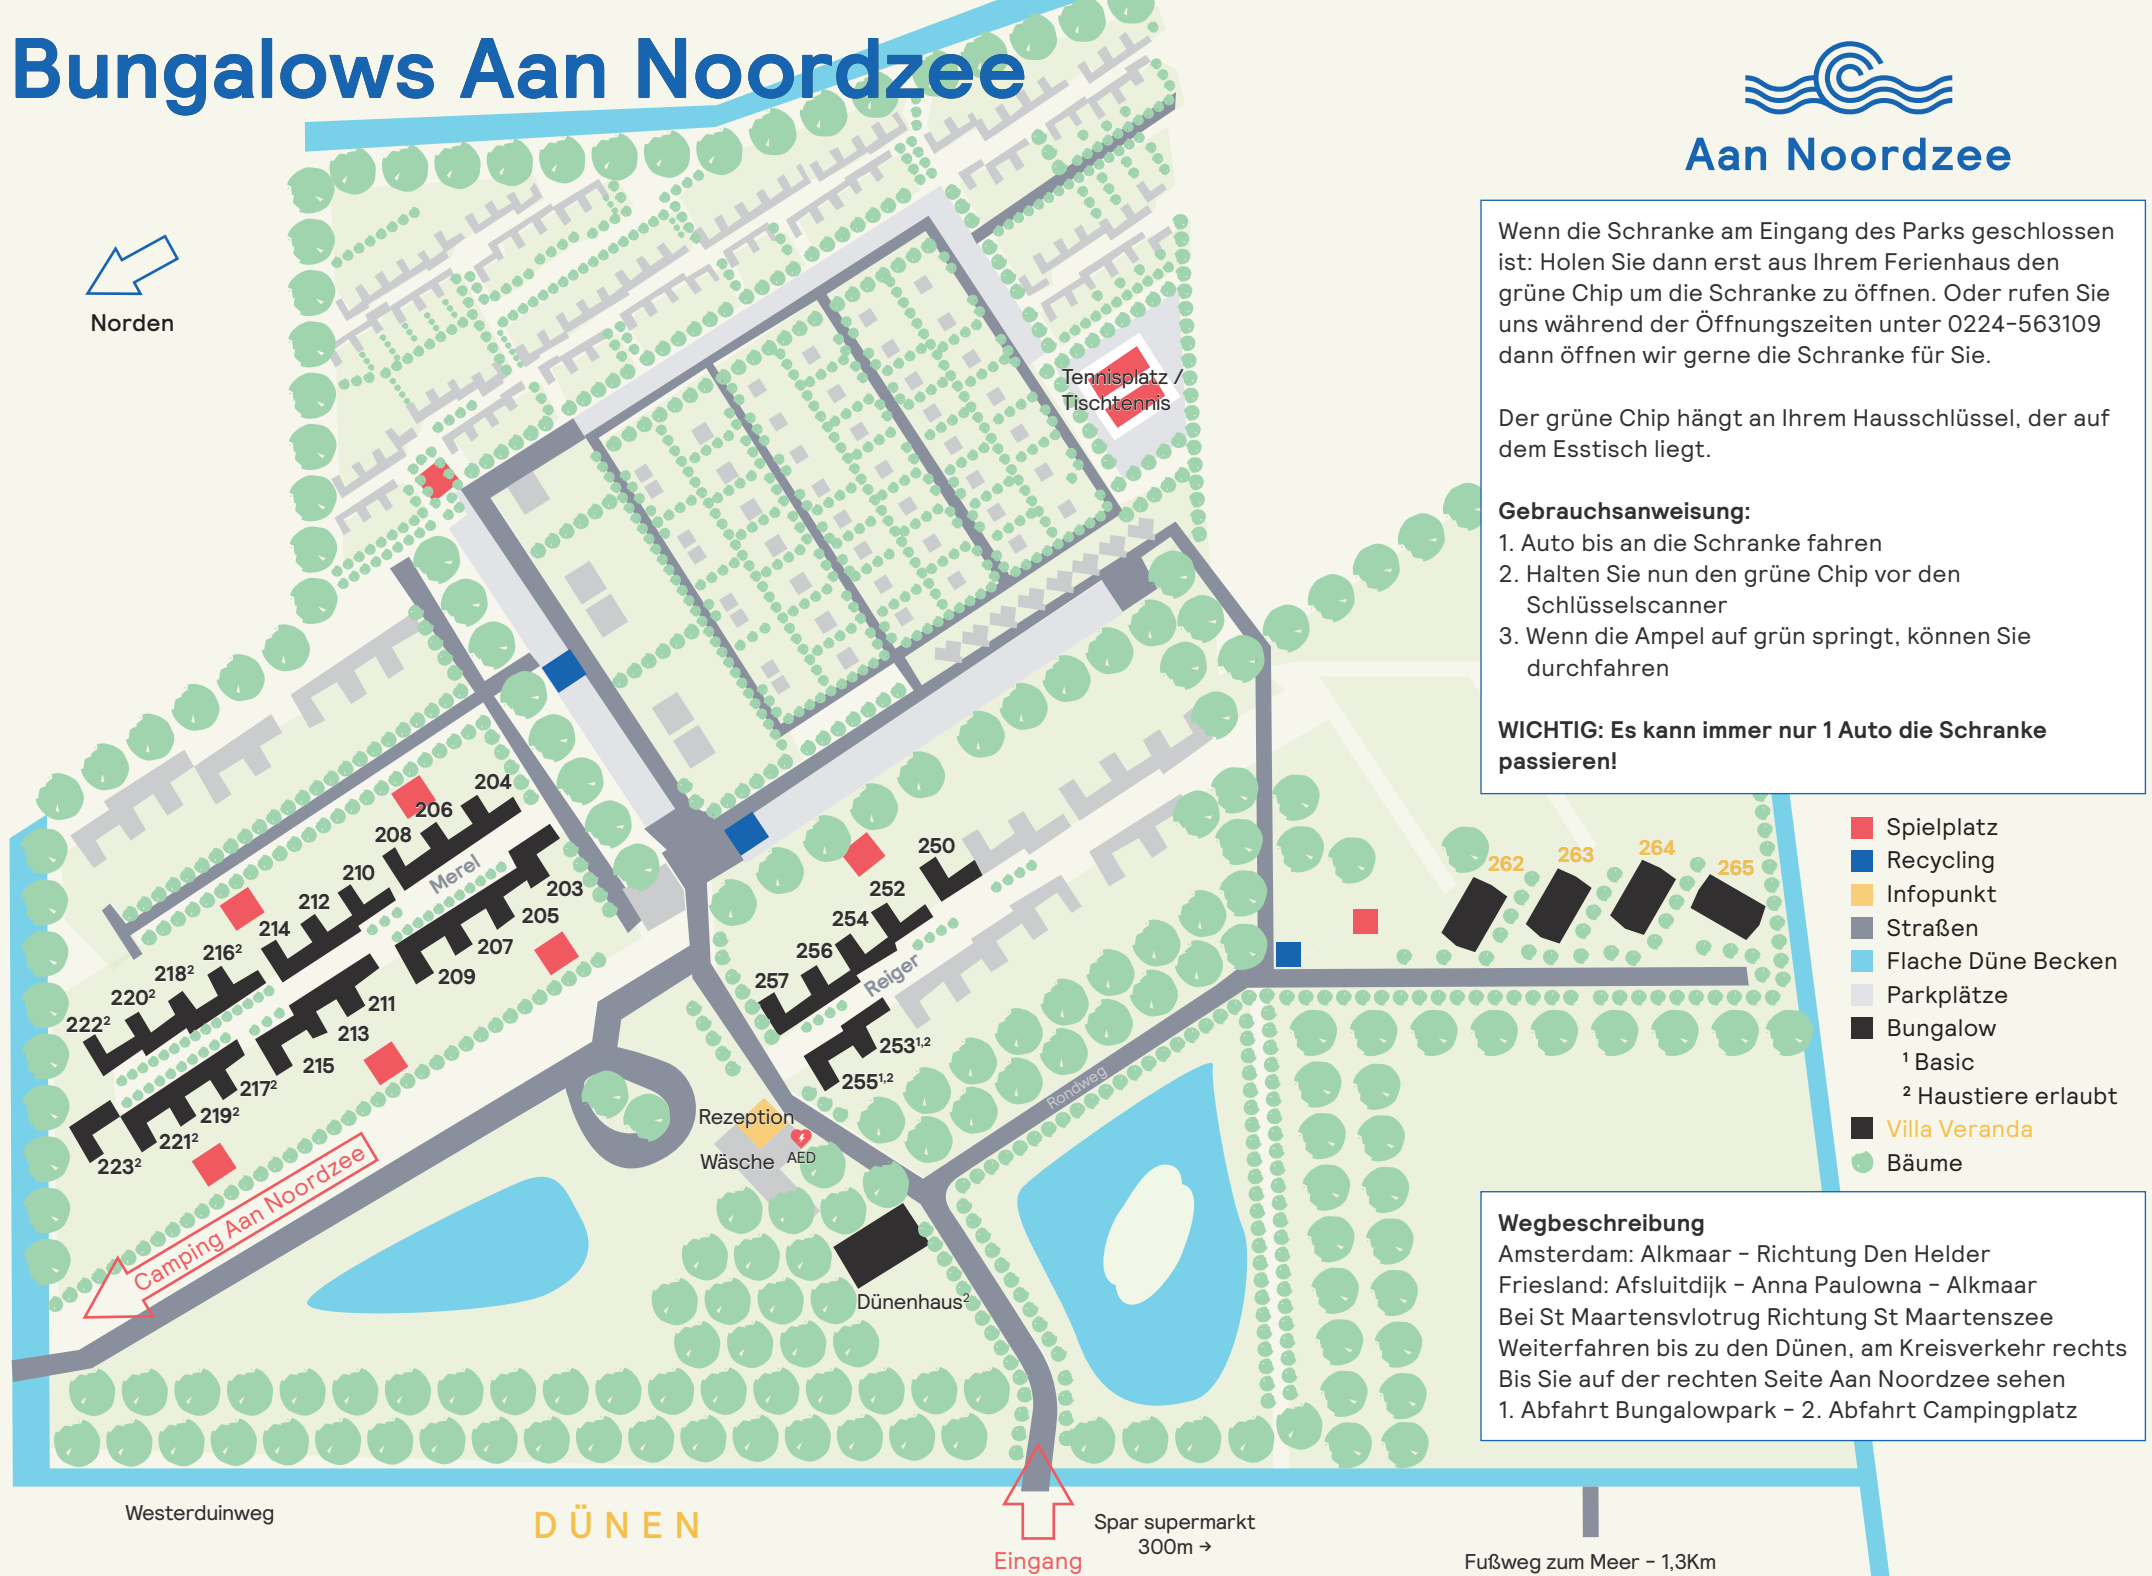 Bungalows Aan Noordzee
Aan Noordzee
Norden
Wenn die Schranke am Eingang des Parks geschlossen
ist: Holen Sie dann erst aus Ihrem Ferienhaus den
grüne Chip um die Schranke zu öffnen. Oder rufen Sie
uns während der Öffnungszeiten unter 0224-563109
dann öffnen wir gerne die Schranke für Sie.
Der grüne Chip hängt an Ihrem Hausschlüssel, der auf
dem Esstisch liegt.
Gebrauchsanweisung:
1. Auto bis an die Schranke fahren
2. Halten Sie nun den grüne Chip vor den
Schlüsselscanner
3. Wenn die Ampel auf grün springt, können Sie
durchfahren
WICHTIG: Es kann immer nur 1 Auto die Schranke
passieren!
Tennisplatz /
Tischtennis
204
206
208
210
212
214
216²
218²
220²
222²
Merel
203
205
207
209
211
213
215
217²
219²
221²
223²
250
252
254
256
257
Reiger
253¹,²
255¹,²
262
263
264
265
Spielplatz
Recycling
Infopunkt
Straßen
Flache Düne Becken
Parkplätze
Bungalow
¹ Basic
² Haustiere erlaubt
Villa Veranda
Bäume
Rondweg
Rezeption
Wäsche
AED
Dünenhaus²
Camping Aan Noordzee
Wegbeschreibung
Amsterdam: Alkmaar - Richtung Den Helder
Friesland: Afsluitdijk - Anna Paulowna - Alkmaar
Bei St Maartensvlotrug Richtung St Maartenszee
Weiterfahren bis zu den Dünen, am Kreisverkehr rechts
Bis Sie auf der rechten Seite Aan Noordzee sehen
1. Abfahrt Bungalowpark - 2. Abfahrt Campingplatz
Westerduinweg
DÜNEN
Eingang
Spar supermarkt
300m →
Fußweg zum Meer - 1,3Km